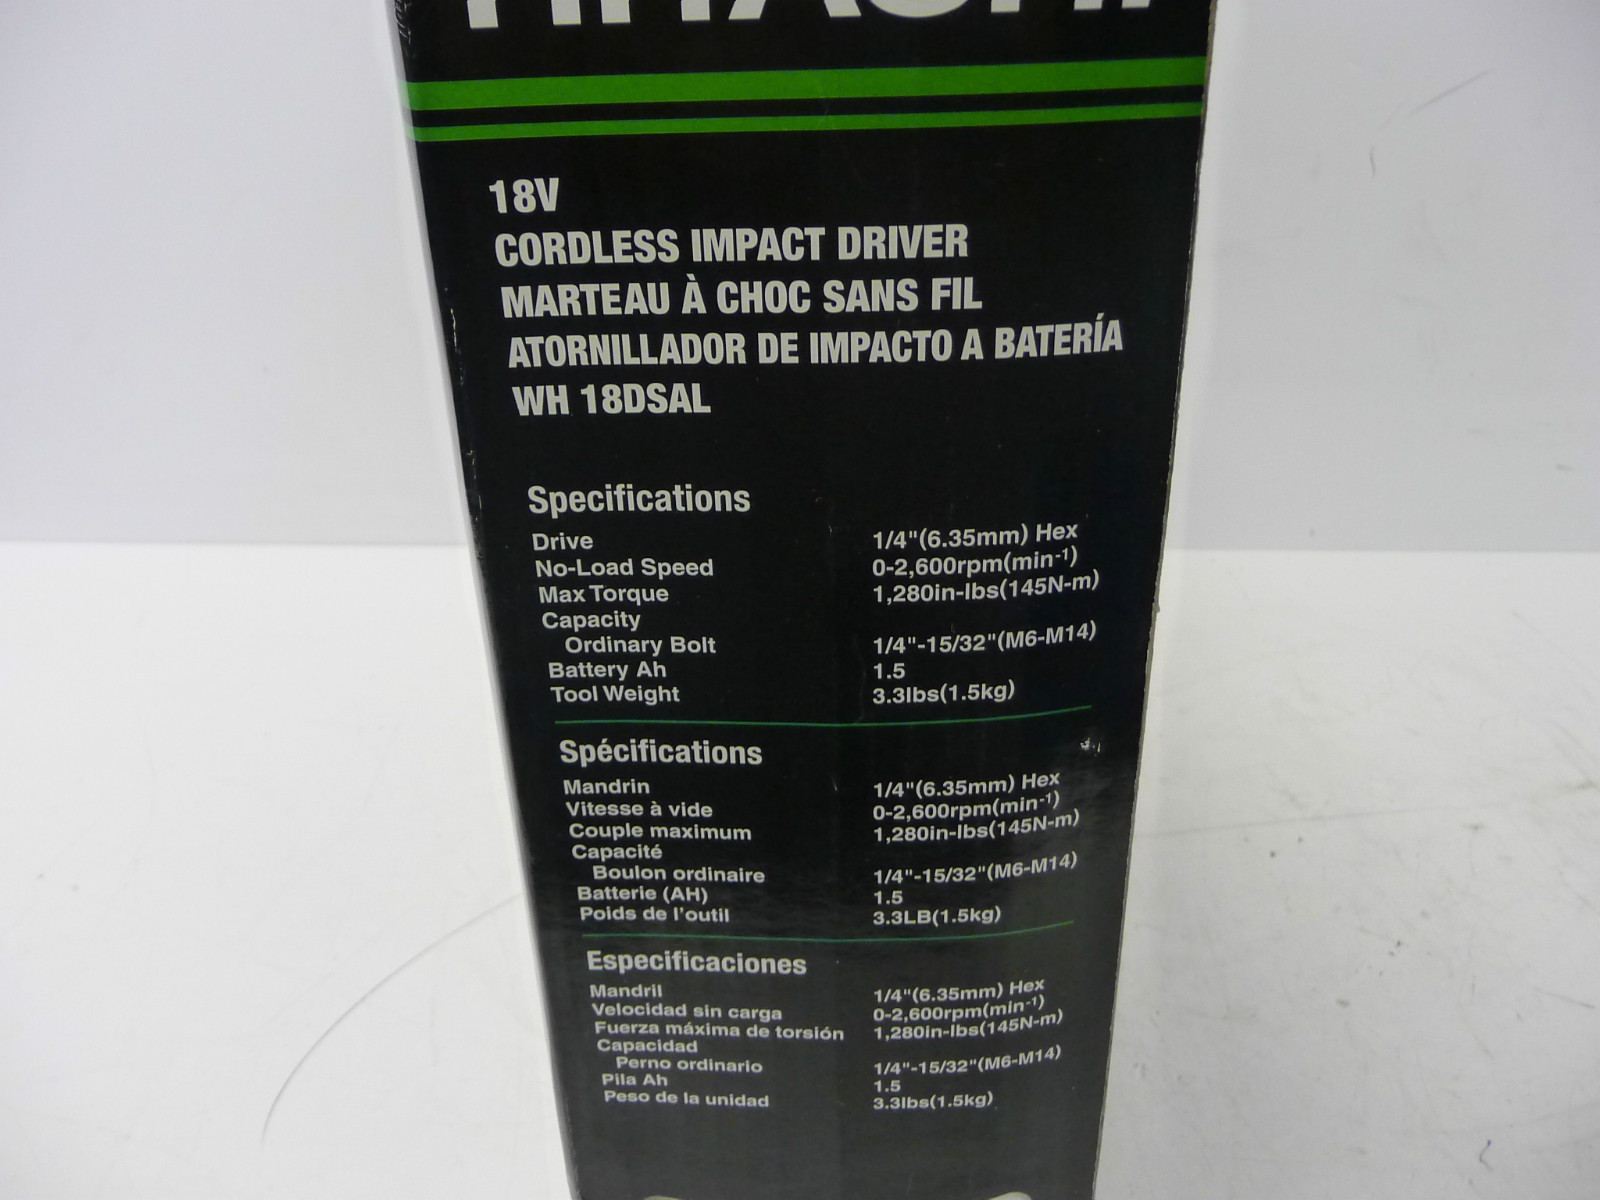 HITACHI
18V
CORDLESS IMPACT DRIVER
MARTEAU À CHOC SANS FIL
ATORNILLADOR DE IMPACTO A BATERÍA
WH 18DSAL
Specifications
Drive 1/4"(6.35mm) Hex
No-Load Speed 0-2,600rpm(min-1)
Max Torque 1,280in-lbs(145N-m)
Capacity
Ordinary Bolt 1/4"-15/32"(M6-M14)
Battery Ah 1.5
Tool Weight 3.3lbs(1.5kg)
Spécifications
Mandrin 1/4"(6.35mm) Hex
Vitesse à vide 0-2,600rpm(min-1)
Couple maximum 1,280in-lbs(145N-m)
Capacité
Boulon ordinaire 1/4"-15/32"(M6-M14)
Batterie (AH) 1.5
Poids de l'outil 3.3LB(1.5kg)
Especificaciones
Mandril 1/4"(6.35mm) Hex
Velocidad sin carga 0-2,600rpm(min-1)
Fuerza máxima de torsión 1,280in-lbs(145N-m)
Capacidad
Perno ordinario 1/4"-15/32"(M6-M14)
Pila Ah 1.5
Peso de la unidad 3.3lbs(1.5kg)